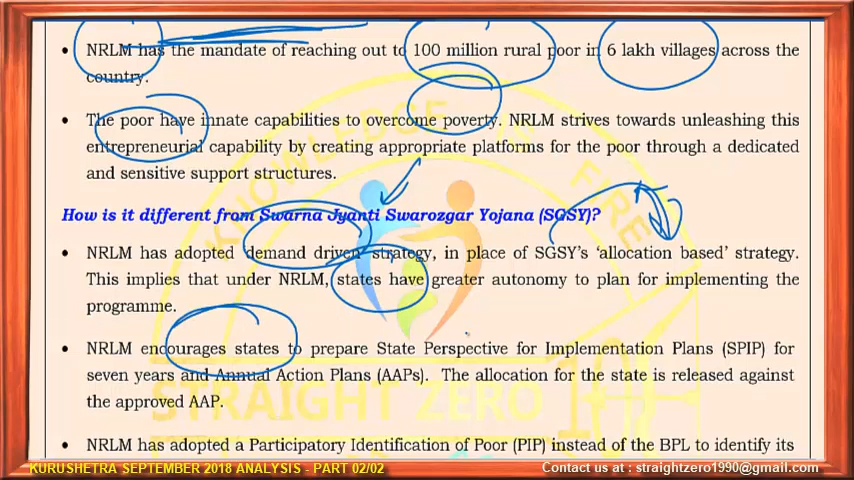 NRLM has the mandate of reaching out to 100 million rural poor in 6 lakh villages across the
country.
The poor have innate capabilities to overcome poverty. NRLM strives towards unleashing this
entrepreneurial capability by creating appropriate platforms for the poor through a dedicated
and sensitive support structures.
How is it different from Swarna Jyanti Swarozgar Yojana (SGSY)?
NRLM has adopted demand driven strategy, in place of SGSY's 'allocation based' strategy.
This implies that under NRLM, states have greater autonomy to plan for implementing the
programme.
NRLM encourages states to prepare State Perspective for Implementation Plans (SPIP) for
seven years and Annual Action Plans (AAPs). The allocation for the state is released against
the approved AAP.
NRLM has adopted a Participatory Identification of Poor (PIP) instead of the BPL to identify its
KNOWLEDGE IS FIRE
STRAIGHT ZERO
KURUSHETRA SEPTEMBER 2018 ANALYSIS - PART 02/02
Contact us at : straightzero1990@gmail.com